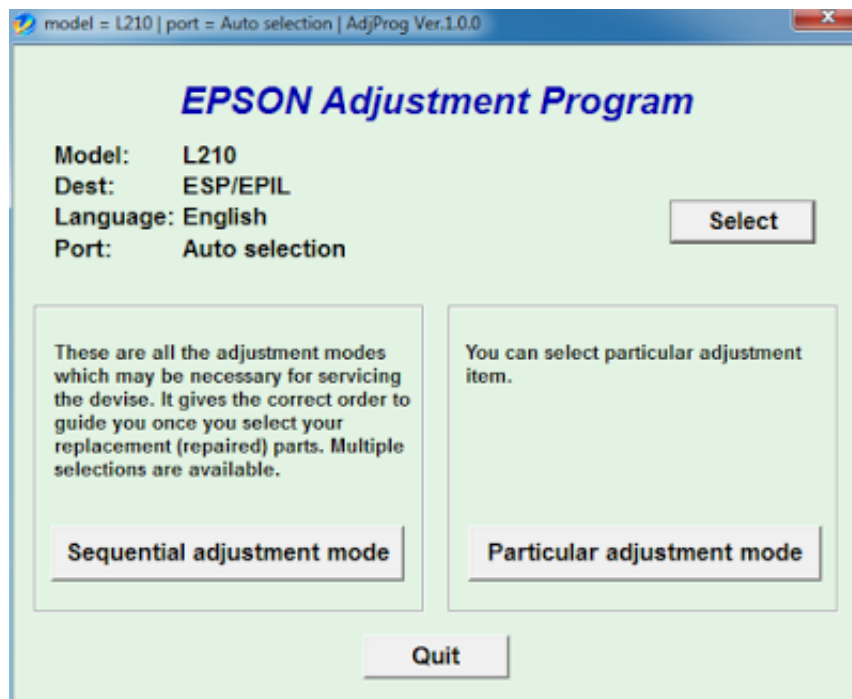 model = L210 | port = Auto selection | AdjProg Ver.1.0.0
EPSON Adjustment Program
Model: L210
Dest: ESP/EPIL
Language: English
Port: Auto selection
Select
These are all the adjustment modes
which may be necessary for servicing
the devise. It gives the correct order to
guide you once you select your
replacement (repaired) parts. Multiple
selections are available.
Sequential adjustment mode
You can select particular adjustment
item.
Particular adjustment mode
Quit